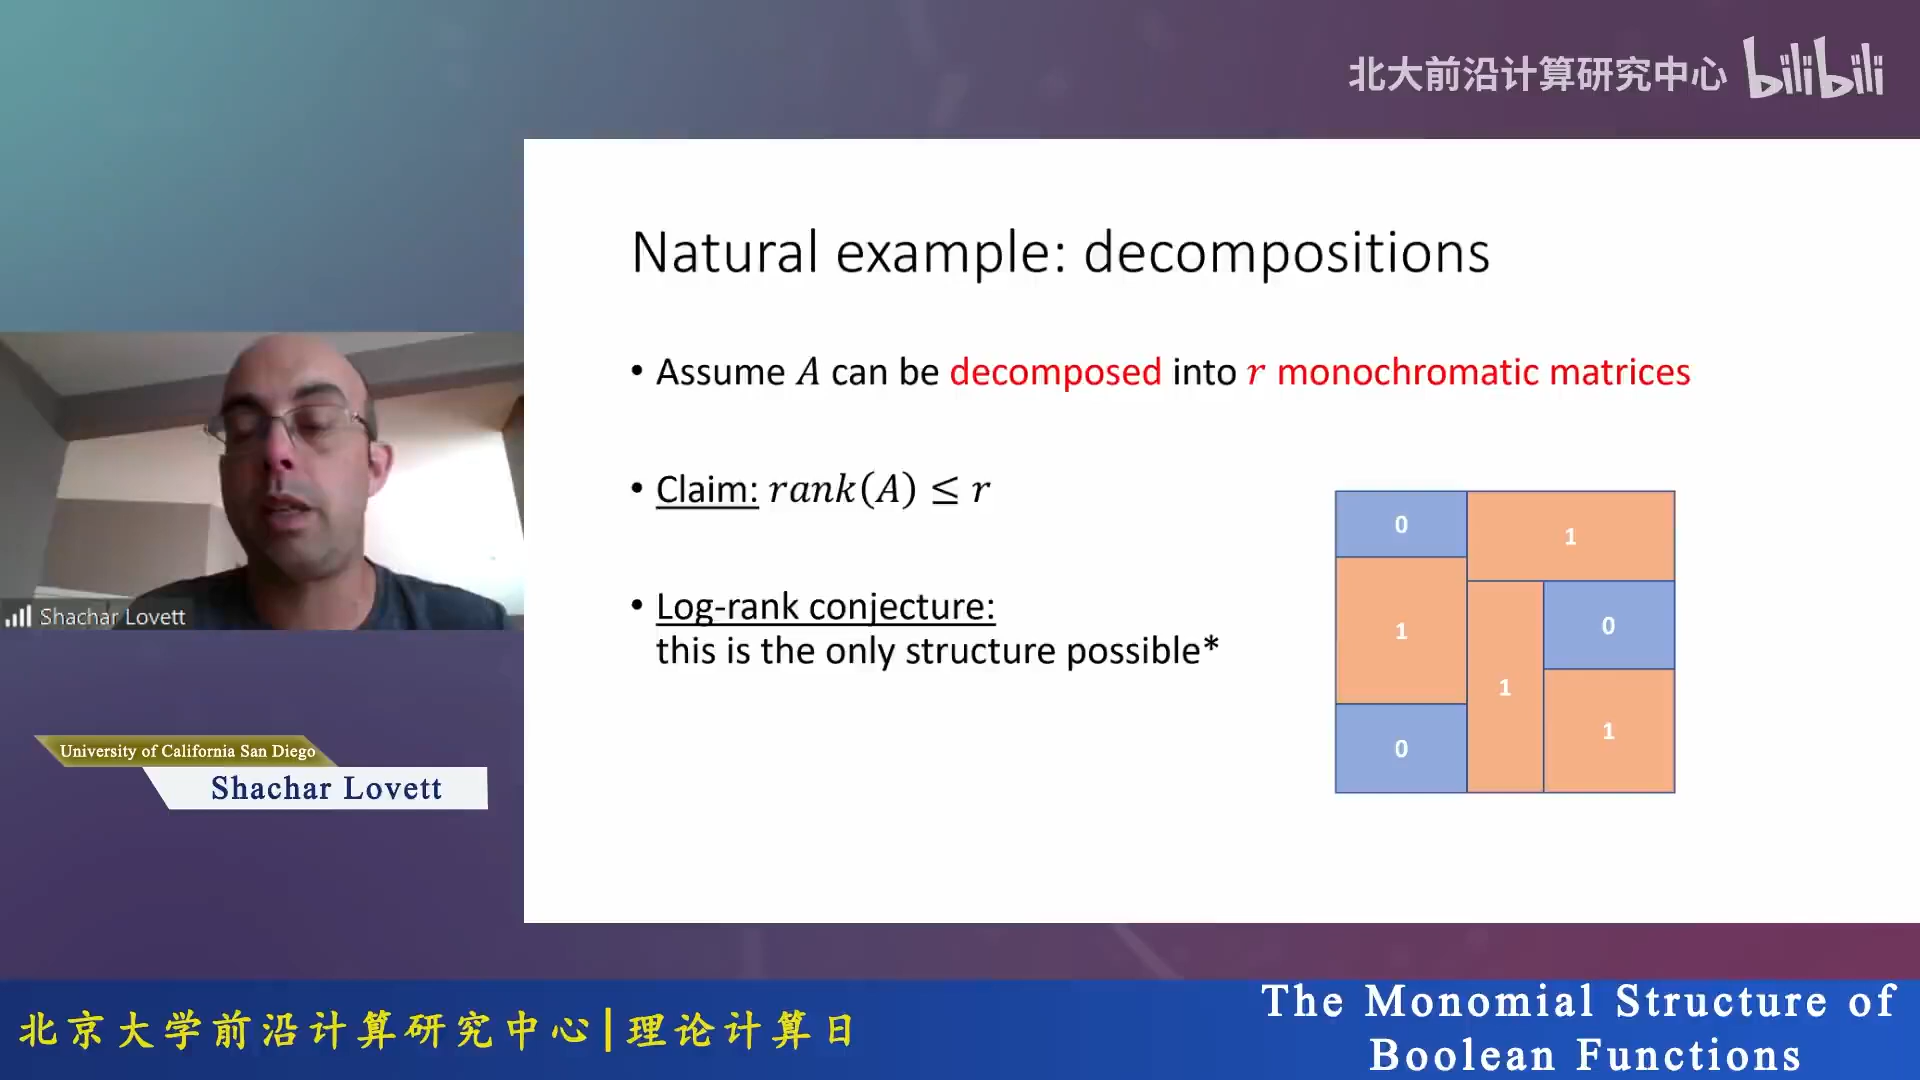 北大前沿计算研究中心 bilibili
Natural example: decompositions
• Assume A can be decomposed into r monochromatic matrices
• Claim: rank(A) ≤ r
• Log-rank conjecture:
this is the only structure possible*
0
1
1
0
1
0
1
Shachar Lovett
University of California San Diego
Shachar Lovett
北京大学前沿计算研究中心|理论计算日
The Monomial Structure of
Boolean Functions